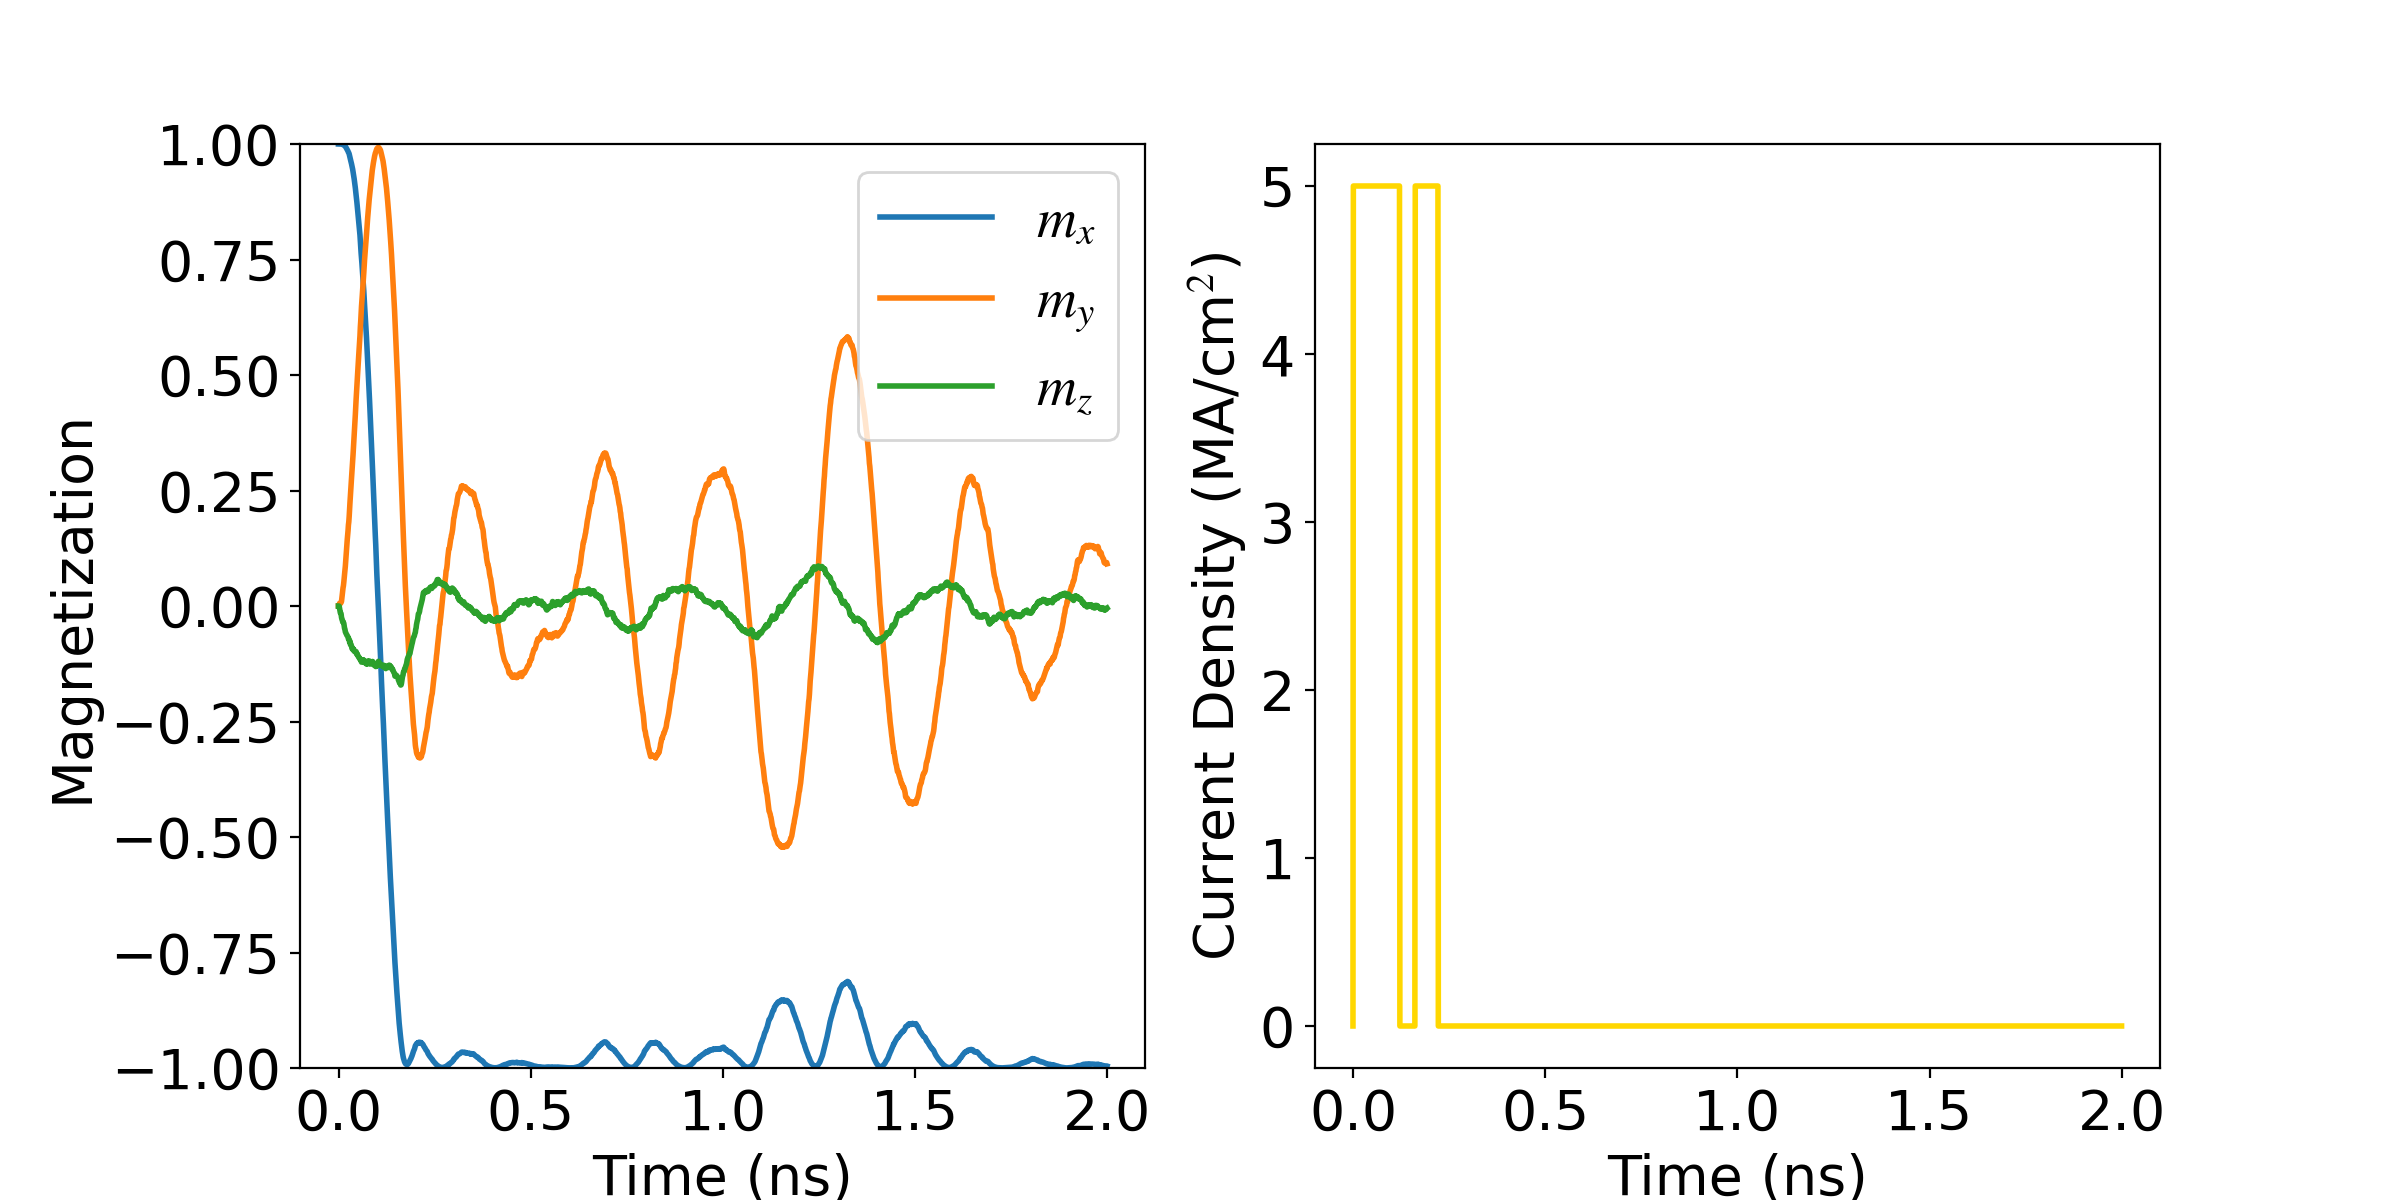 Magnetization
1.00
0.75
0.50
0.25
0.00
−0.25
−0.50
−0.75
−1.00
0.0 0.5 1.0 1.5 2.0
Time (ns)
m_x
m_y
m_z
Current Density (MA/cm²)
5
4
3
2
1
0
0.0 0.5 1.0 1.5 2.0
Time (ns)